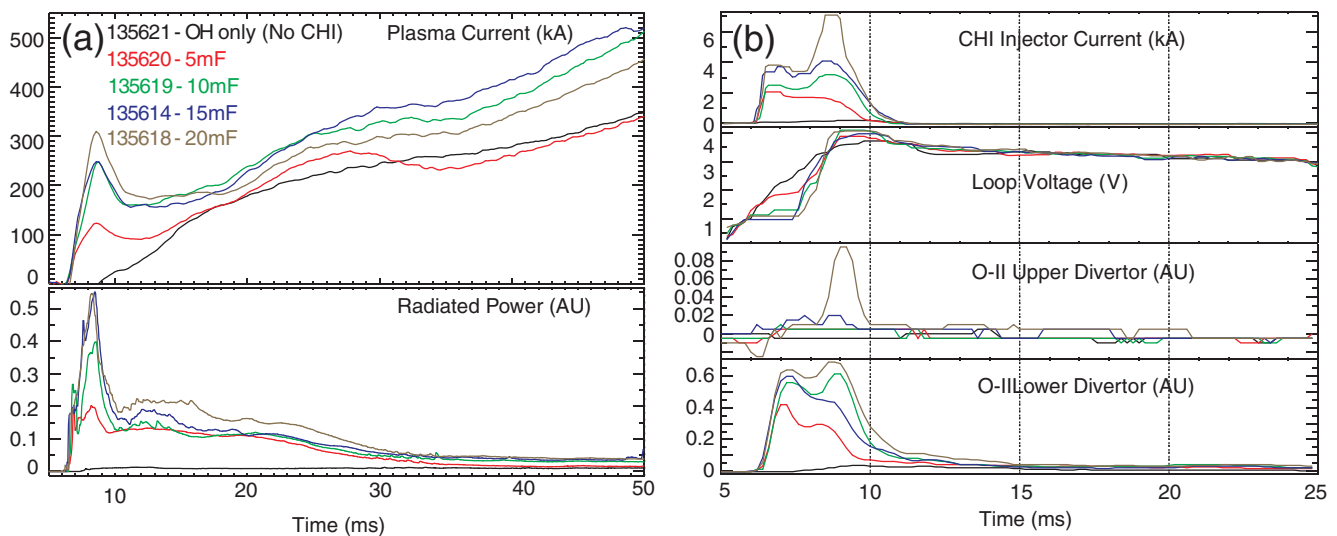 (a)
135621 - OH only (No CHI)
135620 - 5mF
135619 - 10mF
135614 - 15mF
135618 - 20mF
Plasma Current (kA)
500
400
300
200
100
0
Radiated Power (AU)
0.5
0.4
0.3
0.2
0.1
0
10 20 30 40 50
Time (ms)
(b)
CHI Injector Current (kA)
6
4
2
0
Loop Voltage (V)
4
3
2
1
O-II Upper Divertor (AU)
0.08
0.06
0.04
0.02
0
O-IILower Divertor (AU)
0.6
0.4
0.2
0
5 10 15 20 25
Time (ms)